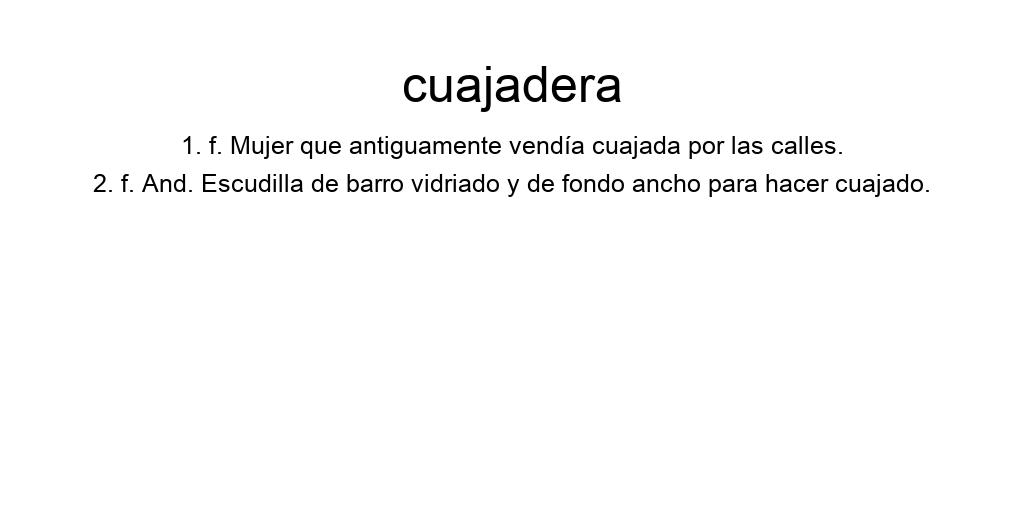 cuajadera
1. f. Mujer que antiguamente vendía cuajada por las calles.
2. f. And. Escudilla de barro vidriado y de fondo ancho para hacer cuajado.